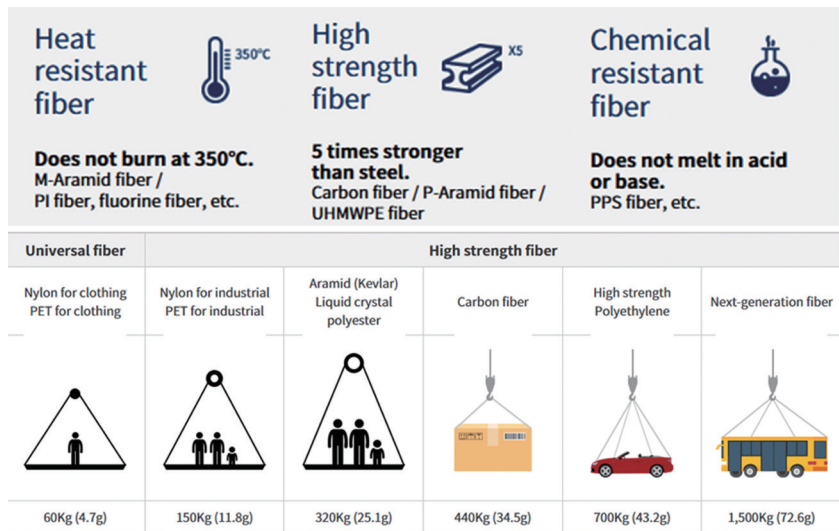 Heat
resistant
fiber
350°C
Does not burn at 350°C.
M-Aramid fiber /
PI fiber, fluorine fiber, etc.
High
strength
fiber
X5
5 times stronger
than steel.
Carbon fiber / P-Aramid fiber /
UHMWPE fiber
Chemical
resistant
fiber
Does not melt in acid
or base.
PPS fiber, etc.
Universal fiber
High strength fiber
Nylon for clothing
PET for clothing
Nylon for industrial
PET for industrial
Aramid (Kevlar)
Liquid crystal
polyester
Carbon fiber
High strength
Polyethylene
Next-generation fiber
60Kg (4.7g)
150Kg (11.8g)
320Kg (25.1g)
440Kg (34.5g)
700Kg (43.2g)
1,500Kg (72.6g)